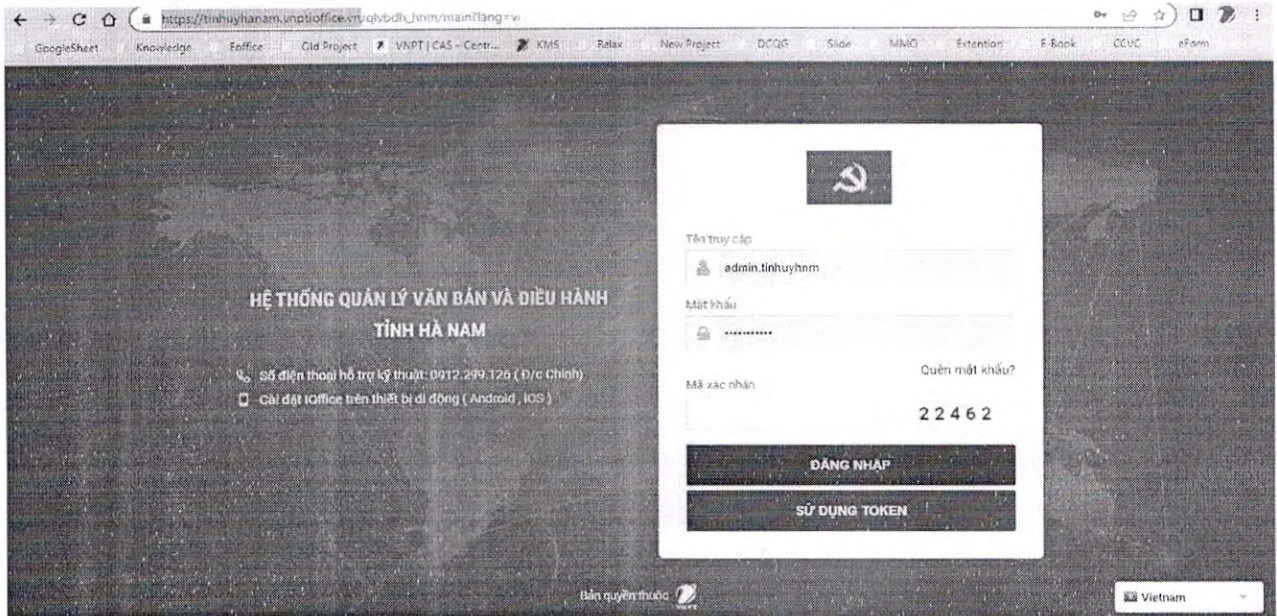 https://tinhuyhanam.vnptioffice.vn/qlvbdh_hnm/main?lang=vi
GoogleSheet Knowledge Eoffice Old Project VNPT | CAS – Centr... KMS Relax New Project DCQG Slide MMO Extention E-Book CCVC eForm
HỆ THỐNG QUẢN LÝ VĂN BẢN VÀ ĐIỀU HÀNH
TỈNH HÀ NAM
Số điện thoại hỗ trợ kỹ thuật: 0912.299.126 ( Đ/c Chinh)
Cài đặt iOffice trên thiết bị di động ( Android , iOS )
Tên truy cập
admin.tinhuyhnm
Mật khẩu
•••••••••••
Quên mật khẩu?
Mã xác nhận
22462
ĐĂNG NHẬP
SỬ DỤNG TOKEN
Bản quyền thuộc VNPT
Vietnam